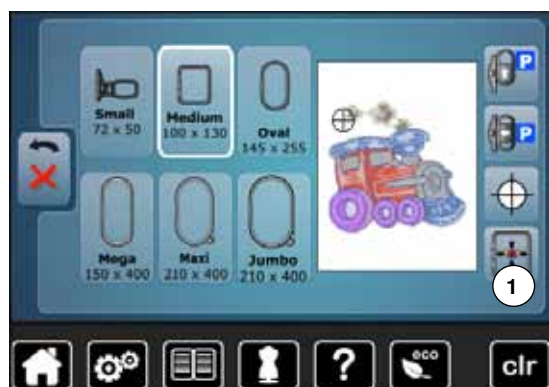 Small
72 x 50
Medium
100 x 130
Oval
145 x 255
P
P
Mega
150 x 400
Maxi
210 x 400
Jumbo
210 x 400
1
?
eco
clr